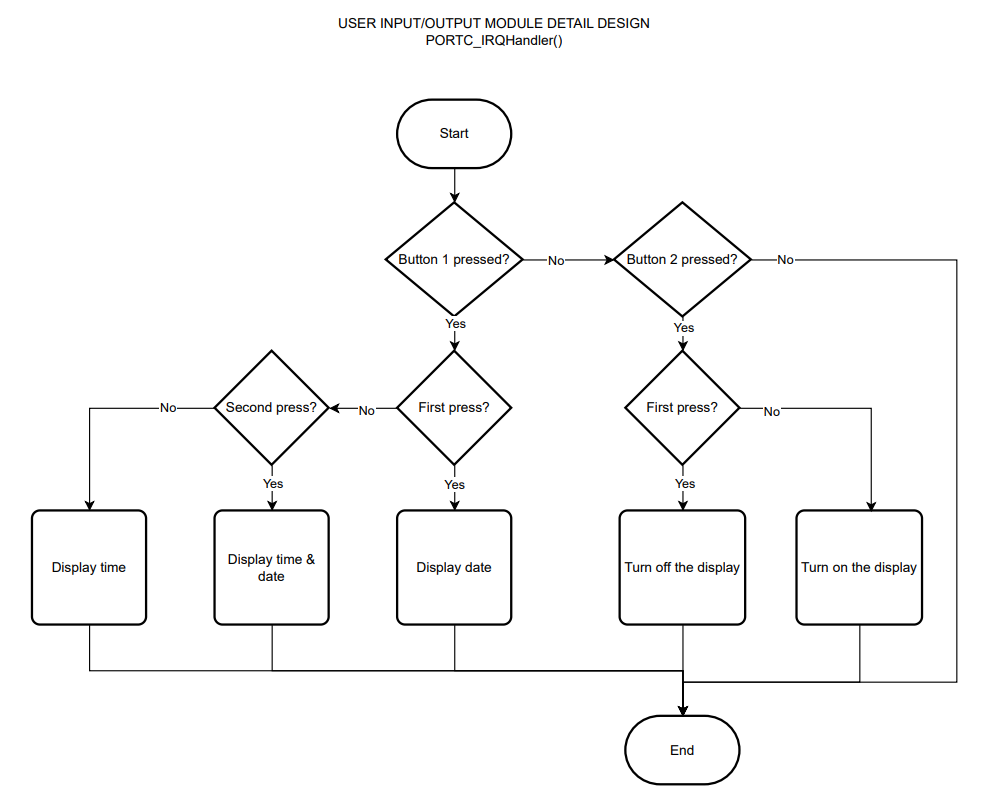 USER INPUT/OUTPUT MODULE DETAIL DESIGN
PORTC_IRQHandler()
Start
Button 1 pressed?
No
Button 2 pressed?
No
Yes
Yes
No
Second press?
No
First press?
First press?
No
Yes
Yes
Yes
Display time
Display time &
date
Display date
Turn off the display
Turn on the display
End